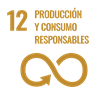 12 PRODUCCIÓN
Y CONSUMO
RESPONSABLES